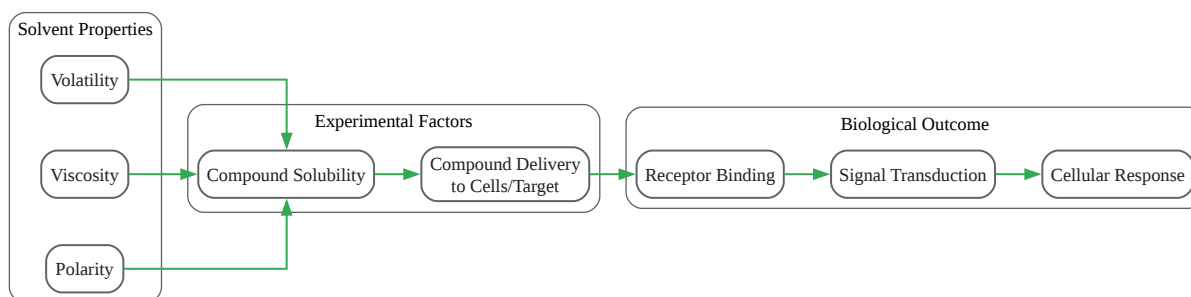 Solvent Properties
Volatility
Viscosity
Polarity
Experimental Factors
Compound Solubility
Compound Delivery
to Cells/Target
Biological Outcome
Receptor Binding
Signal Transduction
Cellular Response